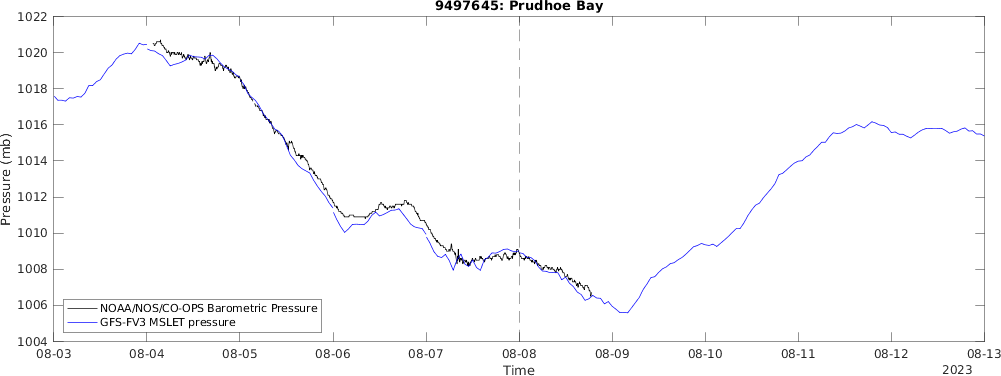 9497645: Prudhoe Bay
Pressure (mb)
1022
1020
1018
1016
1014
1012
1010
1008
1006
1004
NOAA/NOS/CO-OPS Barometric Pressure
GFS-FV3 MSLET pressure
08-03 08-04 08-05 08-06 08-07 08-08 08-09 08-10 08-11 08-12 08-13
Time
2023